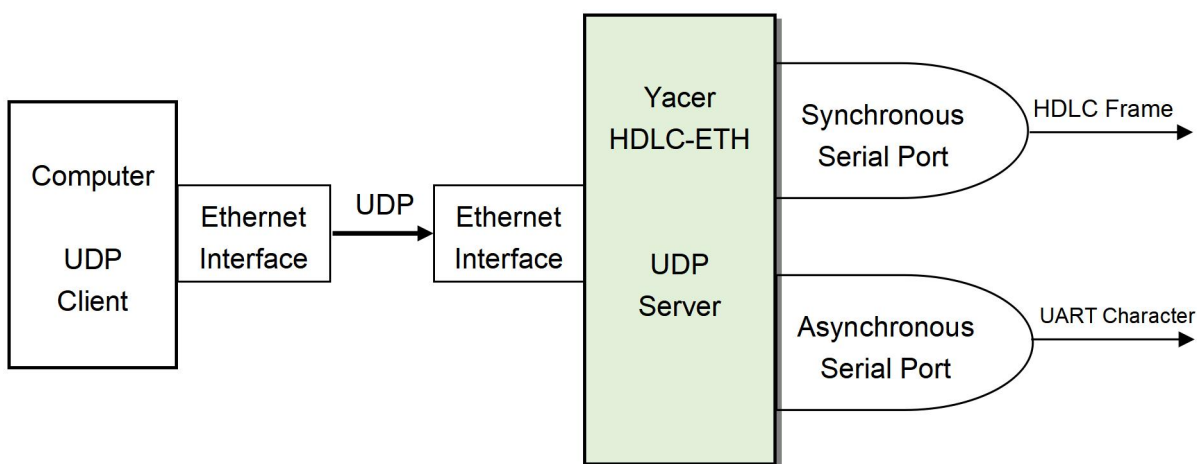 Computer
UDP
Client
Ethernet
Interface
UDP
Ethernet
Interface
Yacer
HDLC-ETH
UDP
Server
Synchronous
Serial Port
HDLC Frame
Asynchronous
Serial Port
UART Character